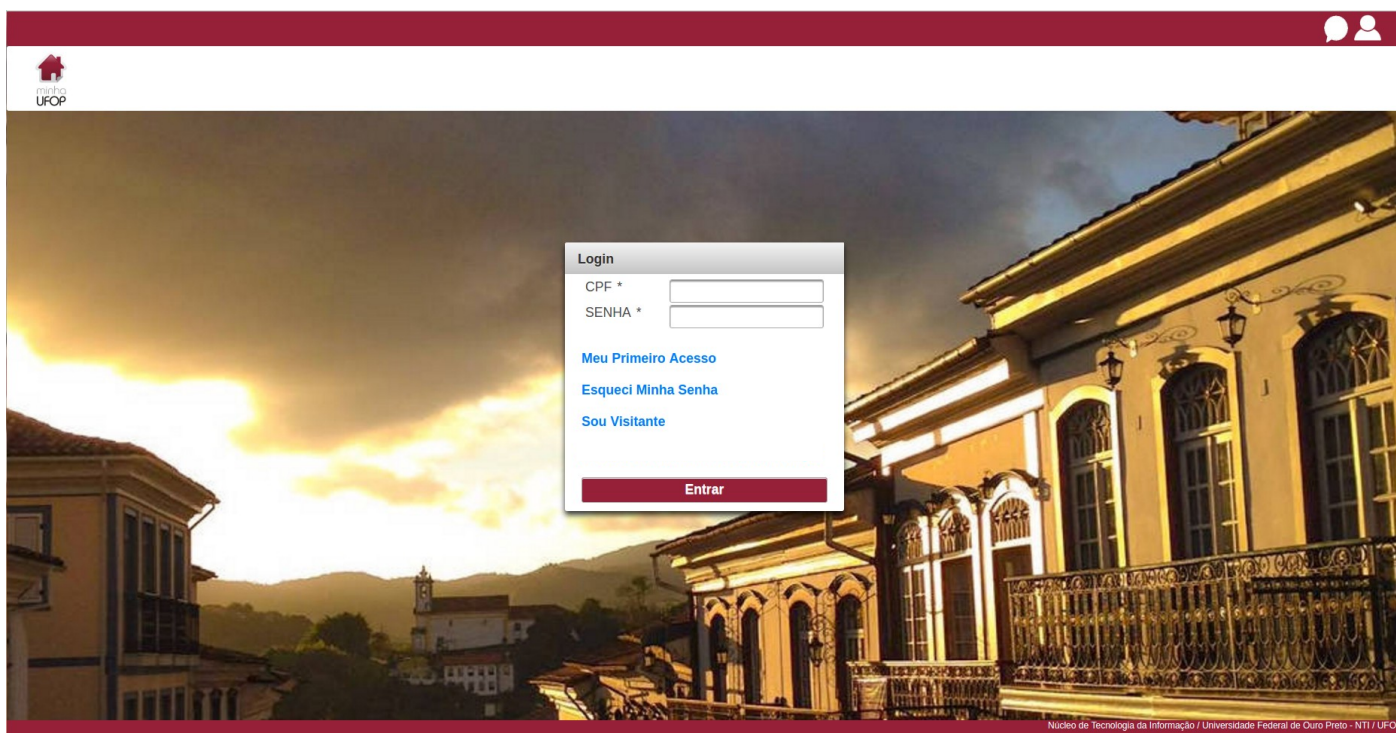 minha
UFOP
Login
CPF *
SENHA *
Meu Primeiro Acesso
Esqueci Minha Senha
Sou Visitante
Entrar
Núcleo de Tecnologia da Informação / Universidade Federal de Ouro Preto - NTI / UFO